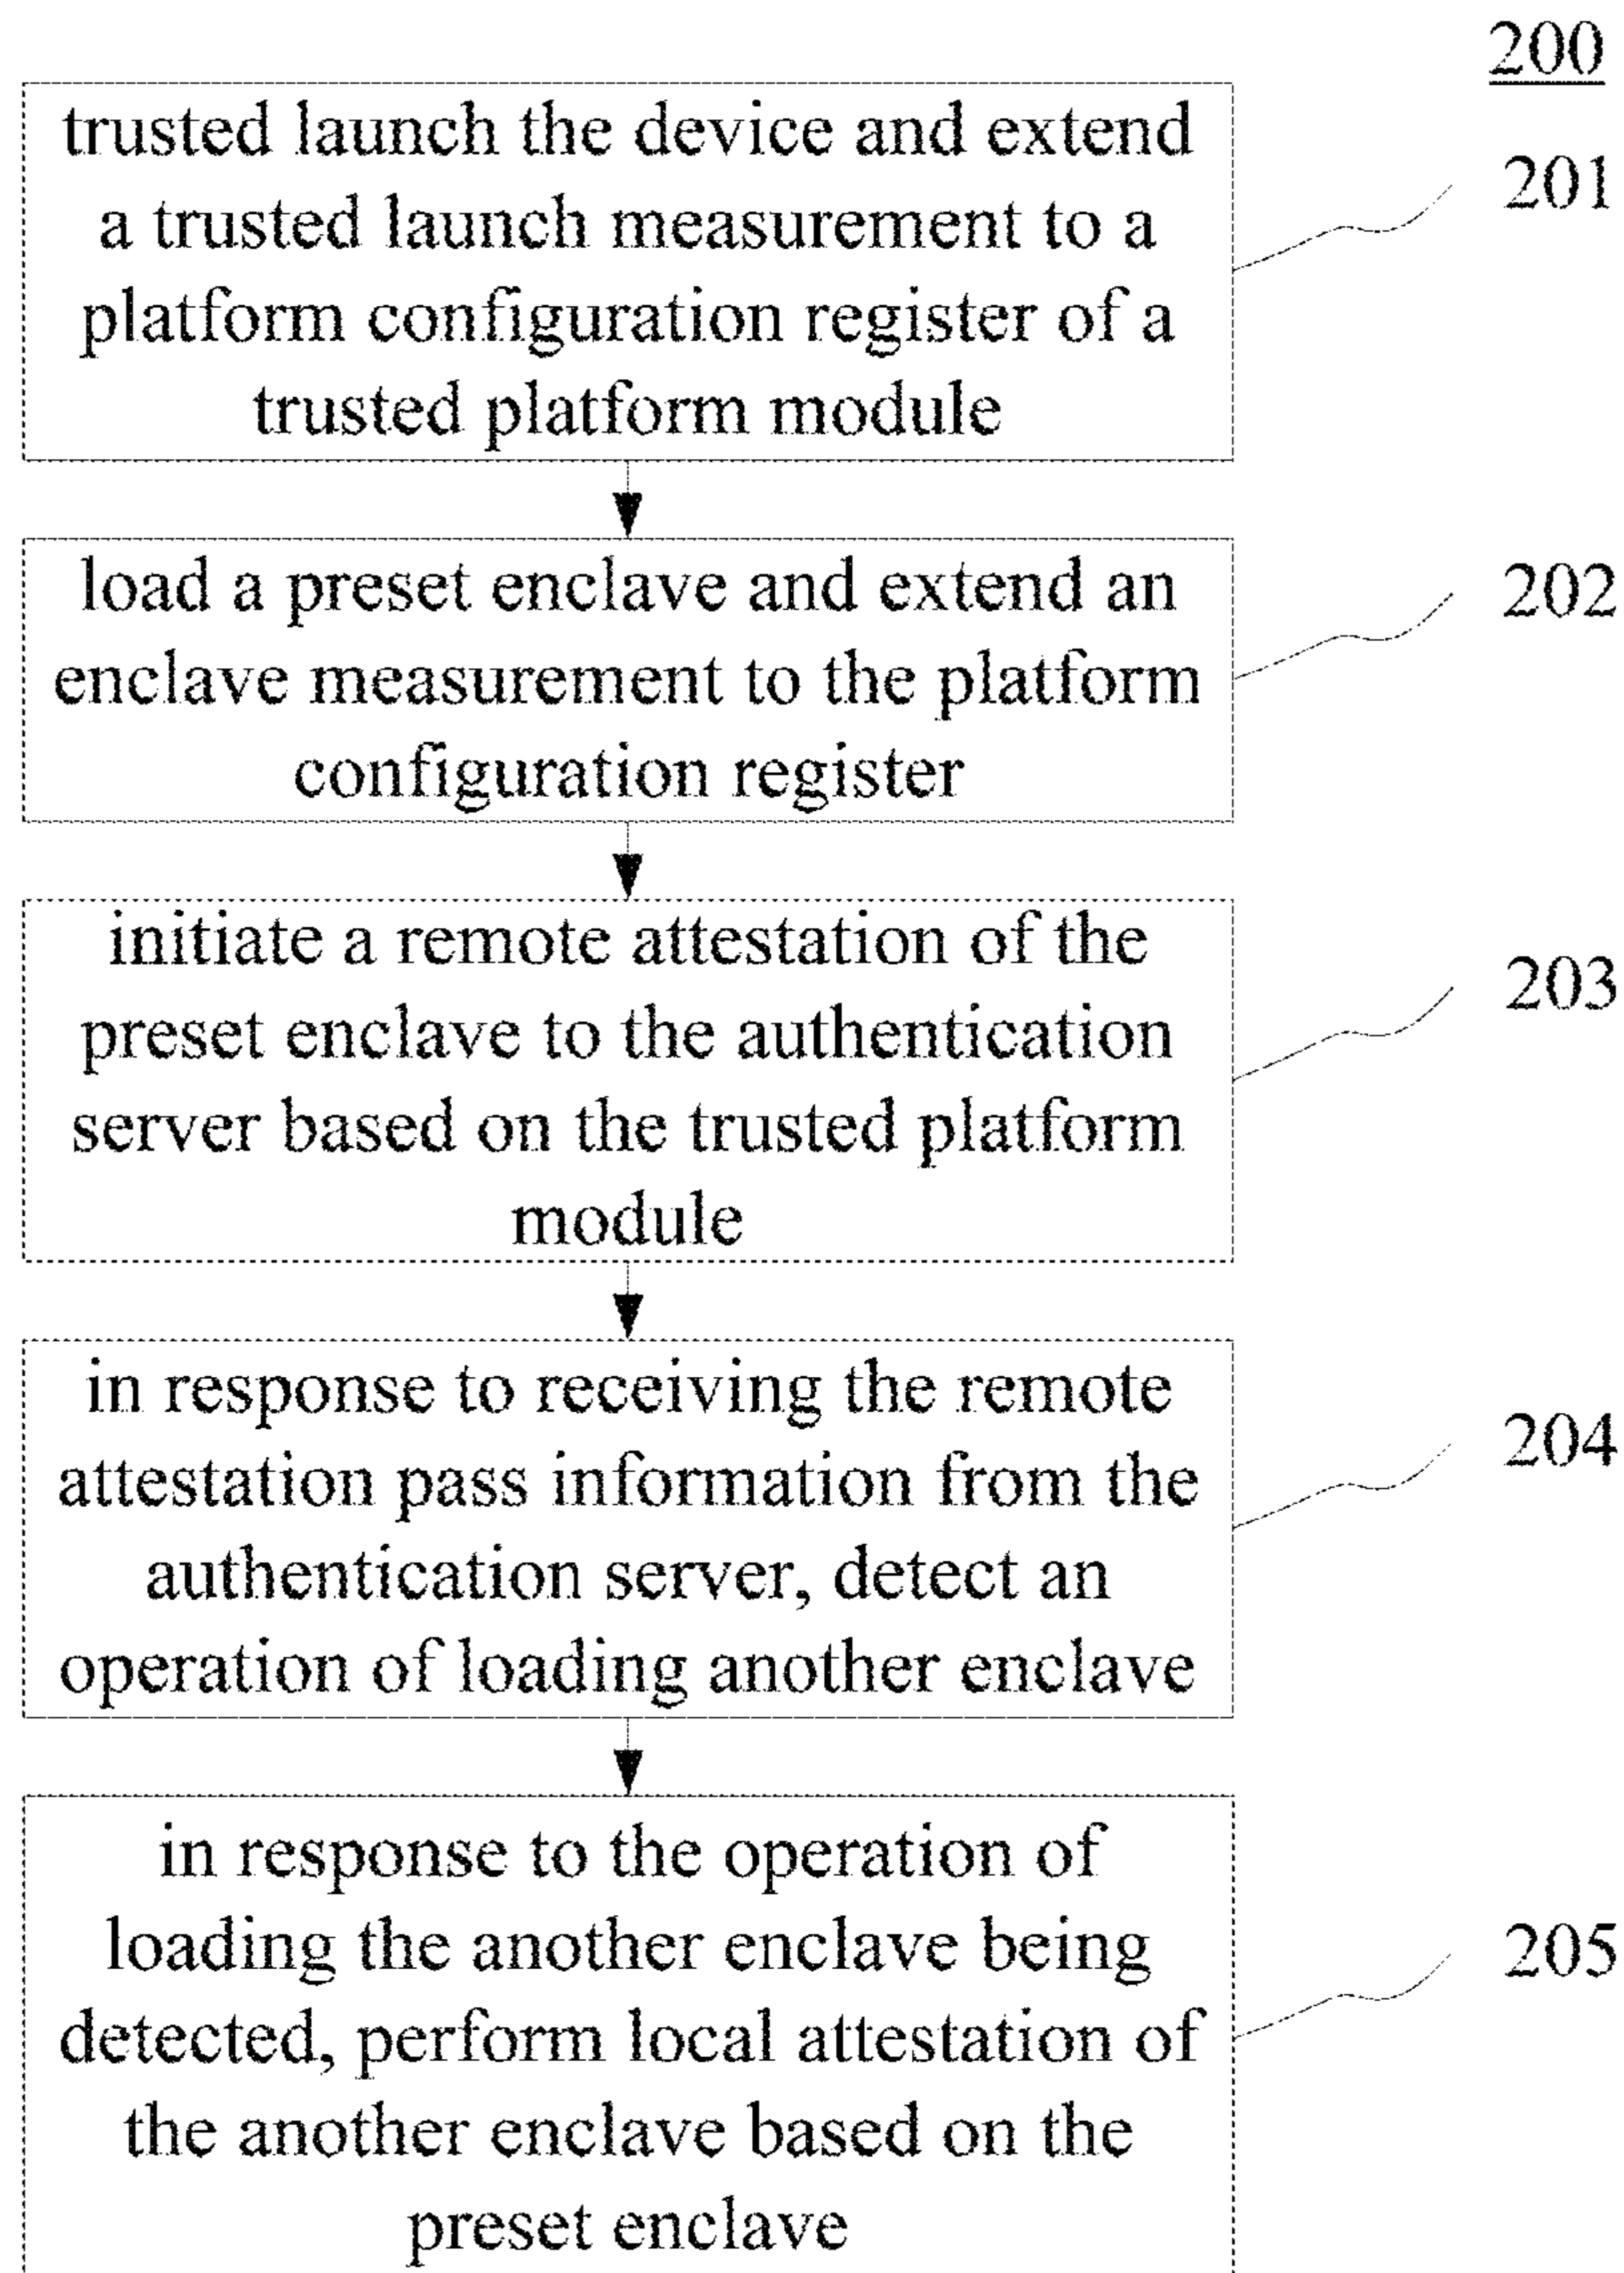 200
trusted launch the device and extend
a trusted launch measurement to a
platform configuration register of a
trusted platform module
201
load a preset enclave and extend an
enclave measurement to the platform
configuration register
202
initiate a remote attestation of the
preset enclave to the authentication
server based on the trusted platform
module
203
in response to receiving the remote
attestation pass information from the
authentication server, detect an
operation of loading another enclave
204
in response to the operation of
loading the another enclave being
detected, perform local attestation of
the another enclave based on the
preset enclave
205